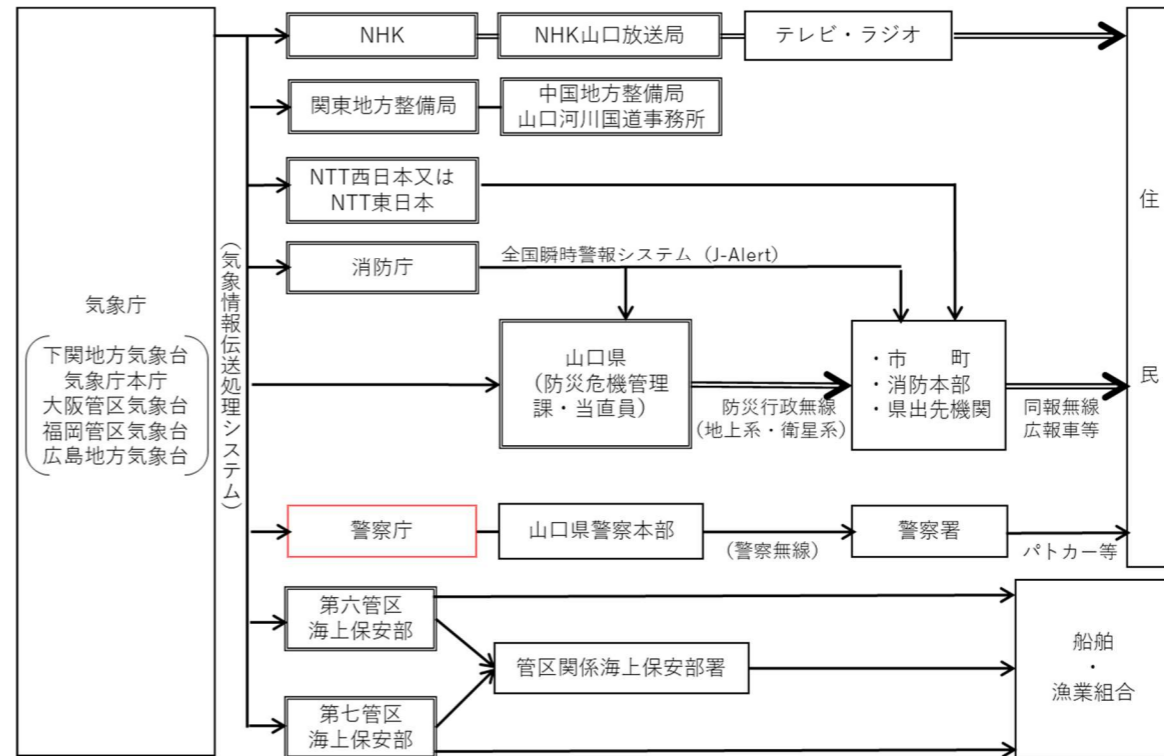 NHK
NHK山口放送局
テレビ・ラジオ
関東地方整備局
中国地方整備局
山口河川国道事務所
NTT西日本又は
NTT東日本
消防庁
全国瞬時警報システム（J-Alert）
気象庁
下関地方気象台
気象庁本庁
大阪管区気象台
福岡管区気象台
広島地方気象台
（気象情報伝送処理システム）
山口県
（防災危機管理
課・当直員）
防災行政無線
（地上系・衛星系）
・市　　町
・消防本部
・県出先機関
同報無線
広報車等
住民
警察庁
山口県警察本部
（警察無線）
警察署
パトカー等
第六管区
海上保安部
管区関係海上保安部署
第七管区
海上保安部
船舶
・
漁業組合